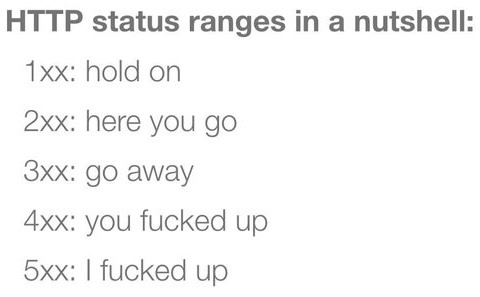 HTTP status ranges in a nutshell:
1xx: hold on
2xx: here you go
3xx: go away
4xx: you fucked up
5xx: I fucked up